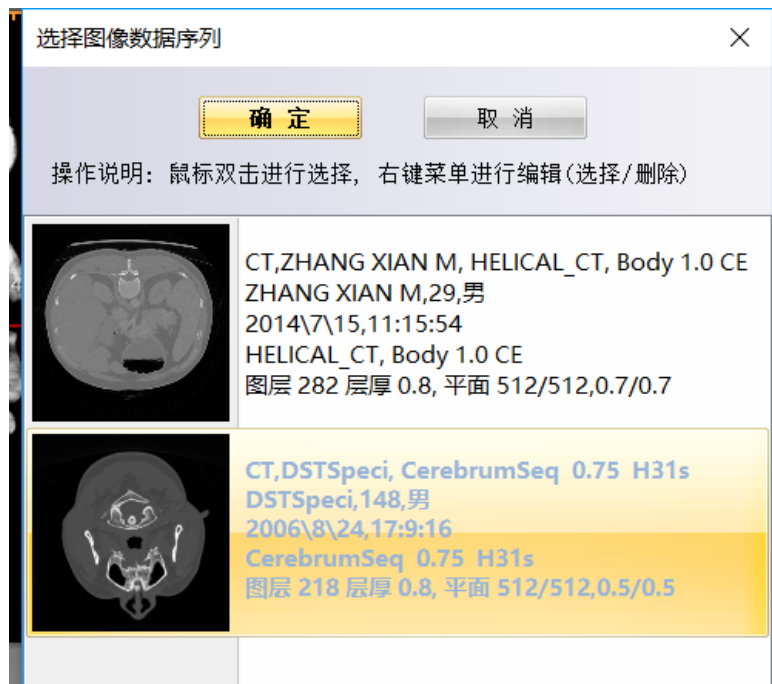 选择图像数据序列
确 定
取 消
操作说明: 鼠标双击进行选择, 右键菜单进行编辑(选择/删除)
CT,ZHANG XIAN M, HELICAL_CT, Body 1.0 CE
ZHANG XIAN M,29,男
2014\7\15,11:15:54
HELICAL_CT, Body 1.0 CE
图层 282 层厚 0.8, 平面 512/512,0.7/0.7
CT,DSTSpeci, CerebrumSeq 0.75 H31s
DSTSpeci,148,男
2006\8\24,17:9:16
CerebrumSeq 0.75 H31s
图层 218 层厚 0.8, 平面 512/512,0.5/0.5